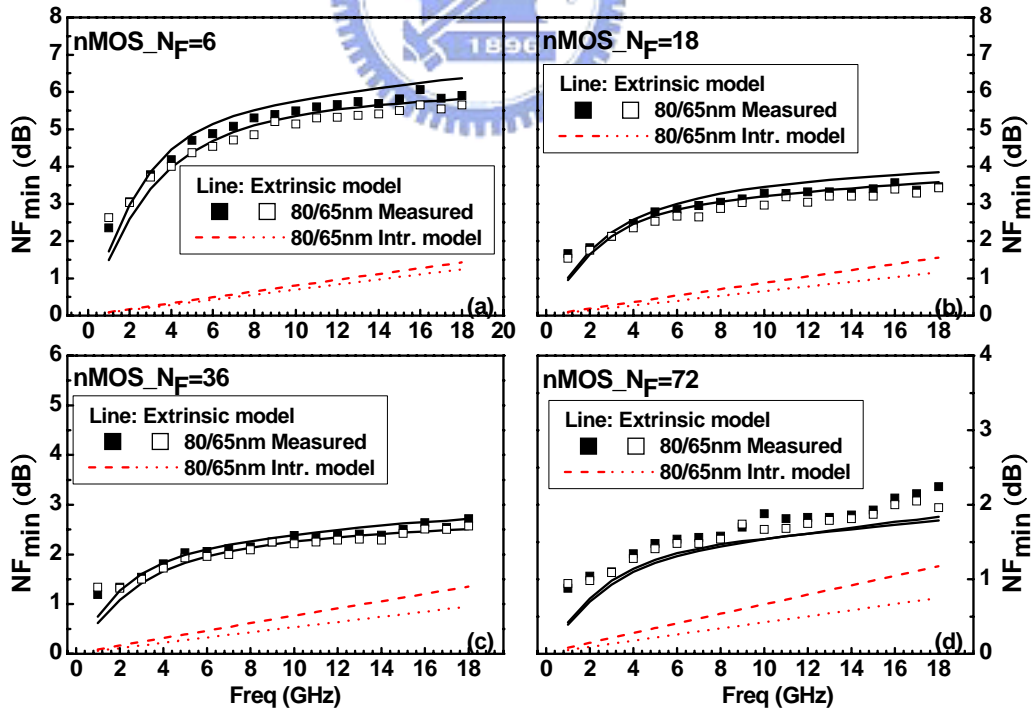 nMOS_NF=6
8
7
6
5
4
3
2
1
0
NFmin (dB)
Line: Extrinsic model
80/65nm Measured
80/65nm Intr. model
(a)
0 2 4 6 8 10 12 14 16 18 20
1896
nMOS_NF=18
Line: Extrinsic model
80/65nm Measured
80/65nm Intr. model
8
7
6
5
4
3
2
1
0
NFmin (dB)
(b)
0 2 4 6 8 10 12 14 16 18
nMOS_NF=36
6
5
4
3
2
1
0
NFmin (dB)
Line: Extrinsic model
80/65nm Measured
80/65nm Intr. model
(c)
0 2 4 6 8 10 12 14 16 18
Freq (GHz)
nMOS_NF=72
Line: Extrinsic model
80/65nm Measured
80/65nm Intr. model
4
3
2
1
0
NFmin (dB)
(d)
0 2 4 6 8 10 12 14 16 18
Freq (GHz)